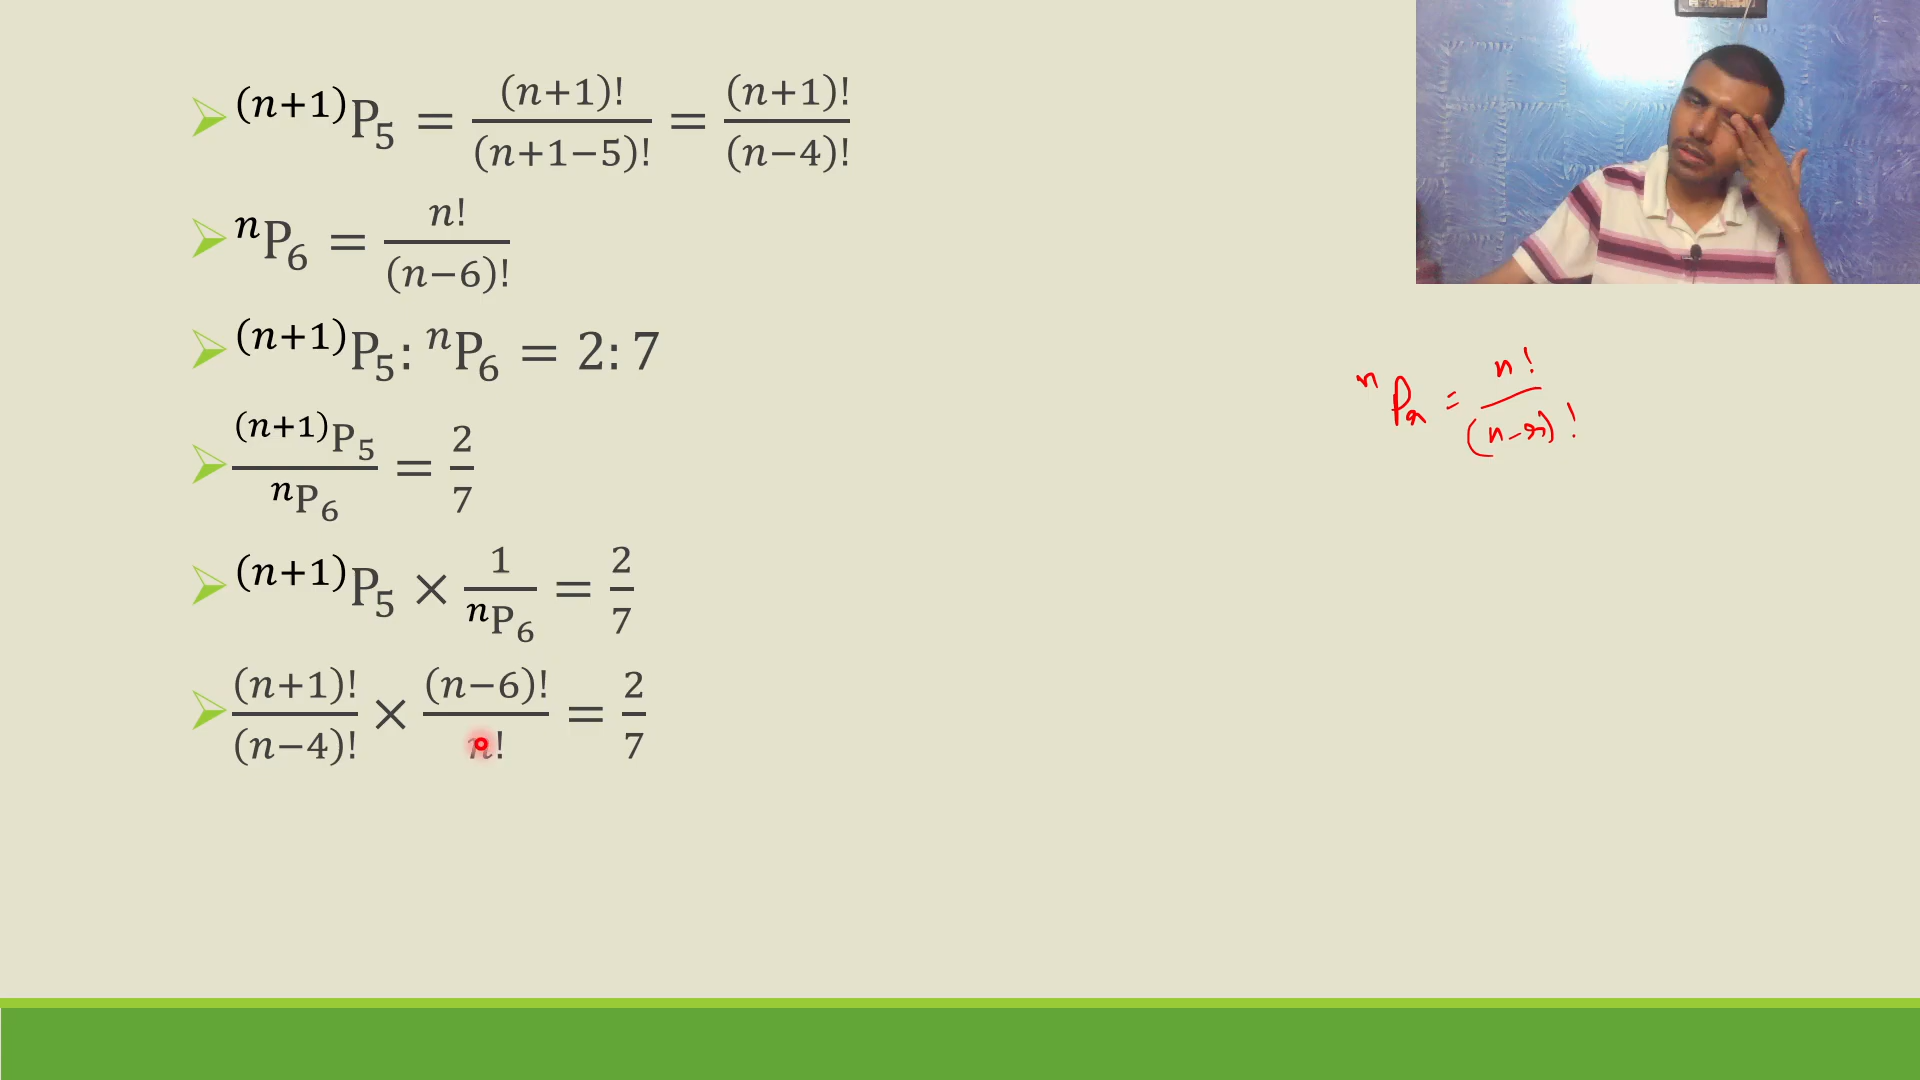 ⁽ⁿ⁺¹⁾P₅ = (n+1)!/(n+1−5)! = (n+1)!/(n−4)!
ⁿP₆ = n!/(n−6)!
⁽ⁿ⁺¹⁾P₅: ⁿP₆ = 2: 7
⁽ⁿ⁺¹⁾P₅/ⁿP₆ = 2/7
⁽ⁿ⁺¹⁾P₅ × 1/ⁿP₆ = 2/7
(n+1)!/(n−4)! × (n−6)!/n! = 2/7
ⁿPᵣ = n!/(n−r)!